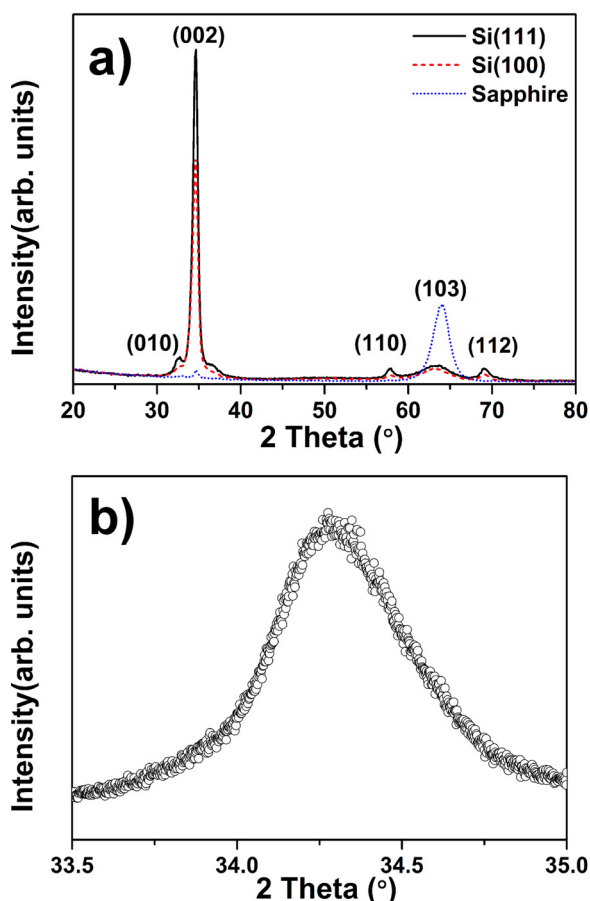 a)
(002)
Si(111)
Si(100)
Sapphire
(010)
(110)
(103)
(112)
Intensity(arb. units)
20 30 40 50 60 70 80
2 Theta (°)
b)
Intensity(arb. units)
33.5 34.0 34.5 35.0
2 Theta (°)